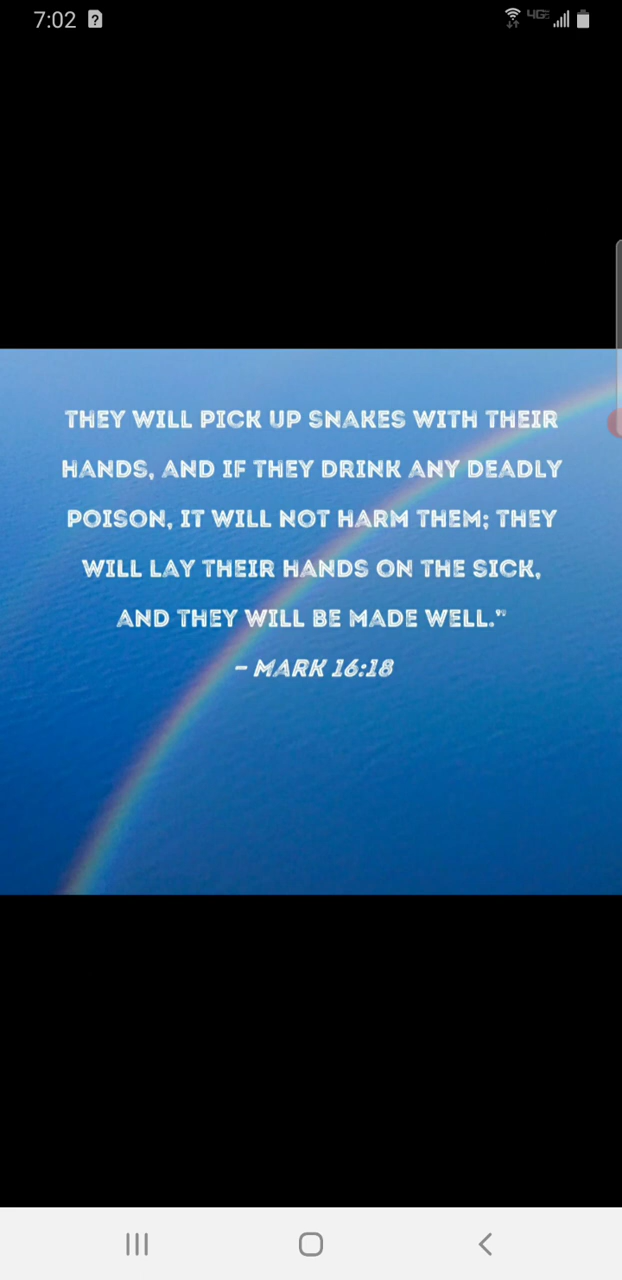 7:02
4GE
THEY WILL PICK UP SNAKES WITH THEIR
HANDS, AND IF THEY DRINK ANY DEADLY
POISON, IT WILL NOT HARM THEM; THEY
WILL LAY THEIR HANDS ON THE SICK,
AND THEY WILL BE MADE WELL."
– MARK 16:18